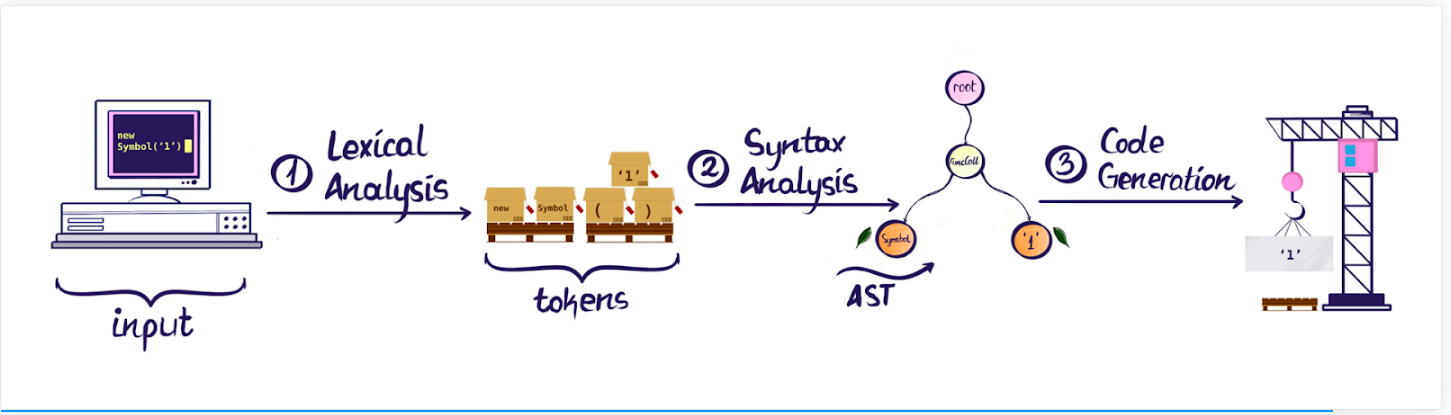 new
Symbol('1')
input
1 Lexical
Analysis
new
Symbol
(
'1'
)
tokens
2 Syntax
Analysis
root
FuncCall
Symbol
'1'
AST
3 Code
Generation
'1'